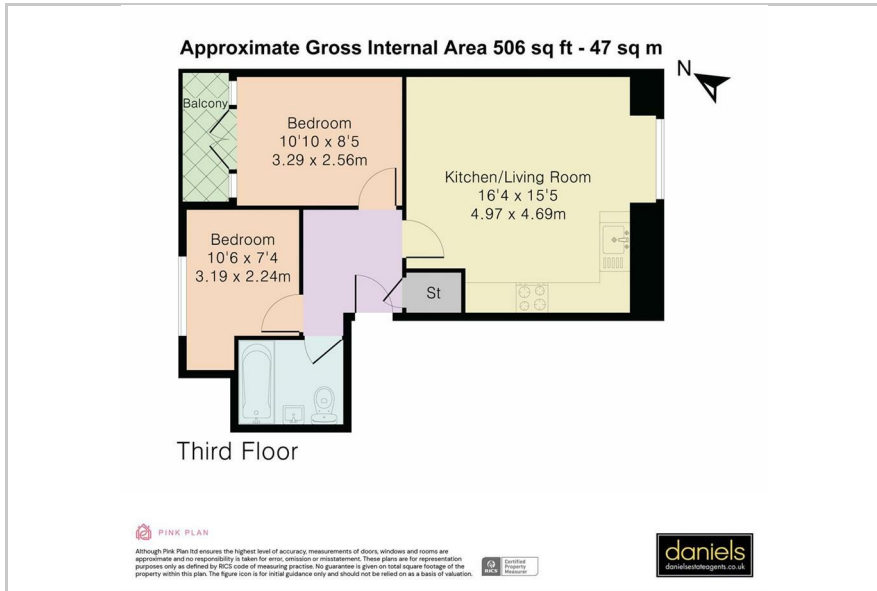 Approximate Gross Internal Area 506 sq ft - 47 sq m
N
Balcony
Bedroom
10'10 x 8'5
3.29 x 2.56m
Kitchen/Living Room
16'4 x 15'5
4.97 x 4.69m
Bedroom
10'6 x 7'4
3.19 x 2.24m
St
Third Floor
PINK PLAN
Although Pink Plan ltd ensures the highest level of accuracy, measurements of doors, windows and rooms are
approximate and no responsibility is taken for error, omission or misstatement. These plans are for representation
purposes only as defined by RICS code of measuring practise. No guarantee is given on total square footage of the
property within this plan. The figure icon is for initial guidance only and should not be relied on as a basis of valuation.
RICS
Certified
Property
Measurer
daniels
danielsestateagents.co.uk